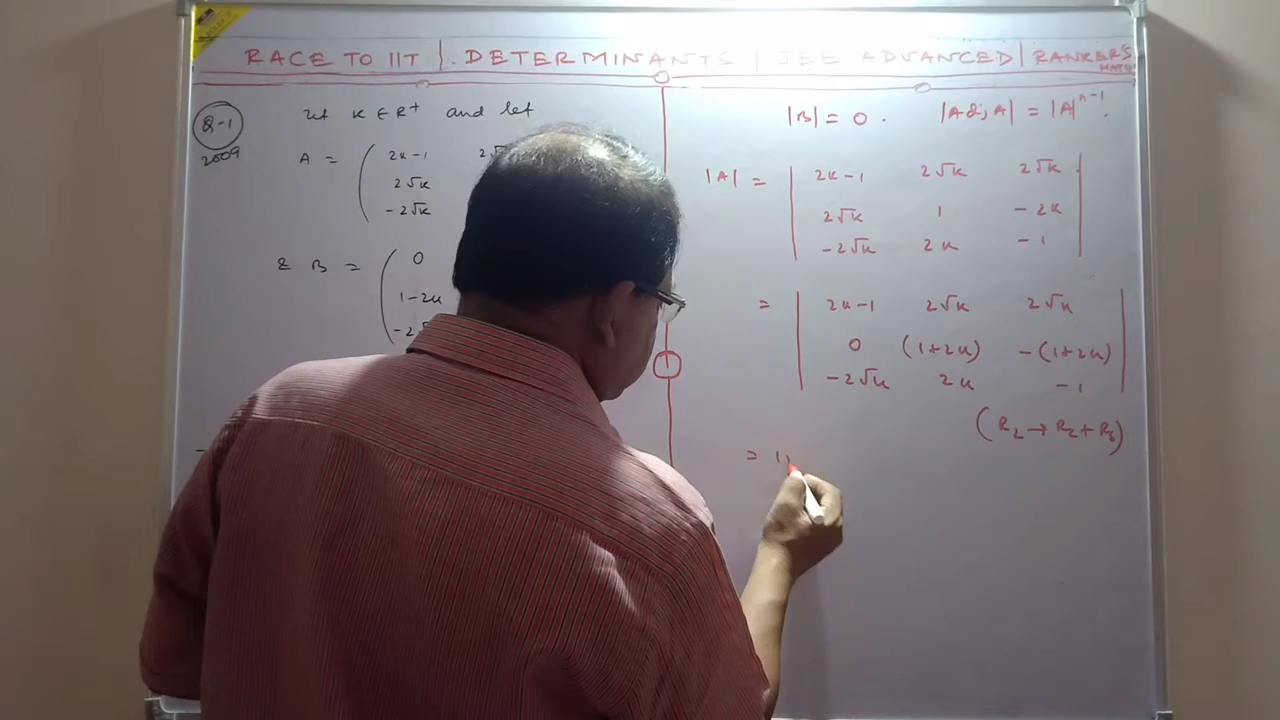 RACE TO IIT | DETERMINANTS | JEE ADVANCED | RANKER'S MATH
Q-1
2009
Let K ∈ R⁺ and let
A = ( 2k-1
2√k
-2√k
& B = ( 0
1-2k
|B| = 0 . |Adj A| = |A|ⁿ⁻¹ .
|A| = | 2k-1 2√k 2√k |
2√k 1 -2k
-2√k 2k -1
= | 2k-1 2√k 2√k |
0 (1+2k) -(1+2k)
-2√k 2k -1
(R₂ → R₂ + R₃)
=